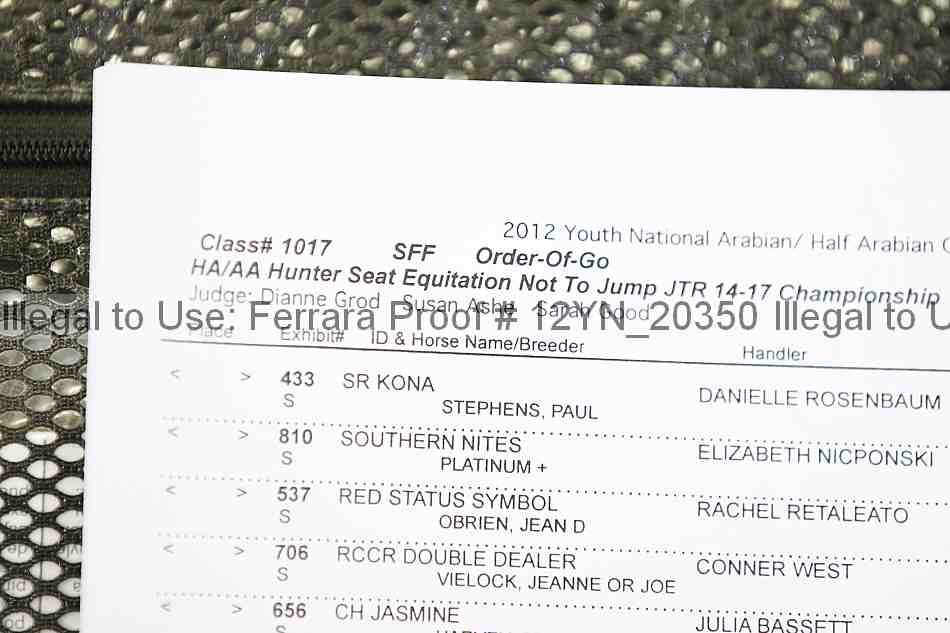 2012 Youth National Arabian/ Half Arabian
Class# 1017 SFF Order-Of-Go
HA/AA Hunter Seat Equitation Not To Jump JTR 14-17 Championship
Judge: Dianne Grod Susan Ashe Sarah Good
Illegal to Use: Ferrara Proof # 12YN_20350 Illegal to U
Place Exhibit# ID & Horse Name/Breeder Handler
< > 433 SR KONA DANIELLE ROSENBAUM
S STEPHENS, PAUL
< > 810 SOUTHERN NITES ELIZABETH NICPONSKI
S PLATINUM +
< > 537 RED STATUS SYMBOL RACHEL RETALEATO
S OBRIEN, JEAN D
< > 706 RCCR DOUBLE DEALER CONNER WEST
S VIELOCK, JEANNE OR JOE
< > 656 CH JASMINE JULIA BASSETT